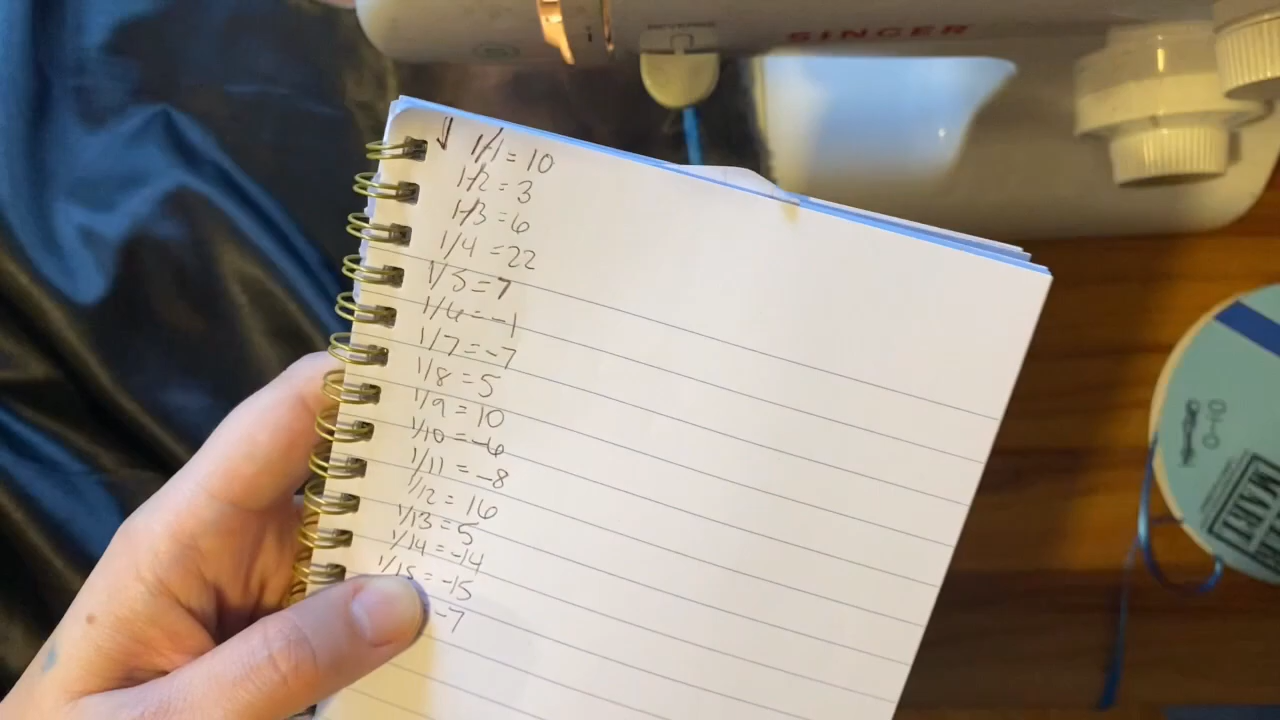 REVERSE
SINGER
↓ 1/1 = 10
1/2 = 3
1/3 = 6
1/4 = 22
1/5 = 7
1/6 = -1
1/7 = -7
1/8 = 5
1/9 = 10
1/10 = -6
1/11 = -8
1/12 = 16
1/13 = 5
1/14 = -14
1/15 = -15
-7
MART